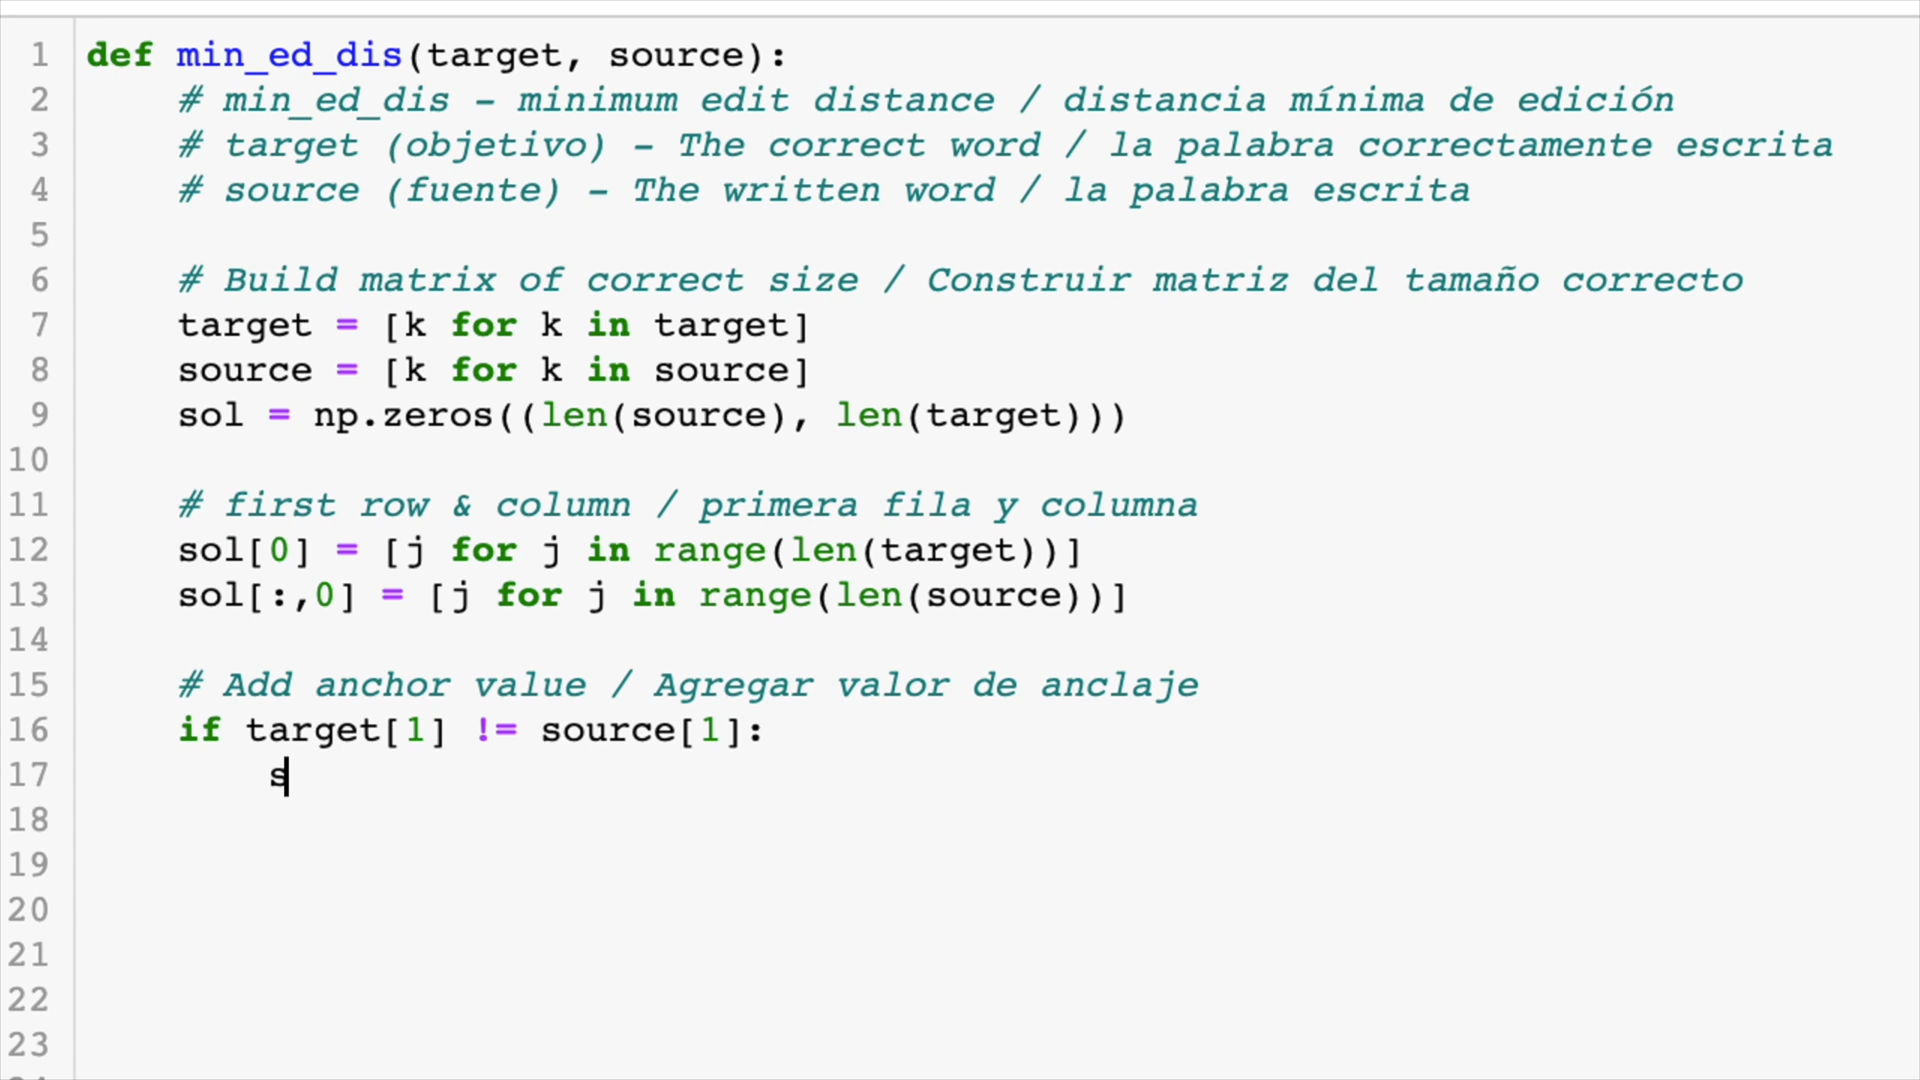 1 def min_ed_dis(target, source):
2 # min_ed_dis - minimum edit distance / distancia mínima de edición
3 # target (objetivo) - The correct word / la palabra correctamente escrita
4 # source (fuente) - The written word / la palabra escrita
5
6 # Build matrix of correct size / Construir matriz del tamaño correcto
7 target = [k for k in target]
8 source = [k for k in source]
9 sol = np.zeros((len(source), len(target)))
10
11 # first row & column / primera fila y columna
12 sol[0] = [j for j in range(len(target))]
13 sol[:,0] = [j for j in range(len(source))]
14
15 # Add anchor value / Agregar valor de anclaje
16 if target[1] != source[1]:
17 s
18
19
20
21
22
23